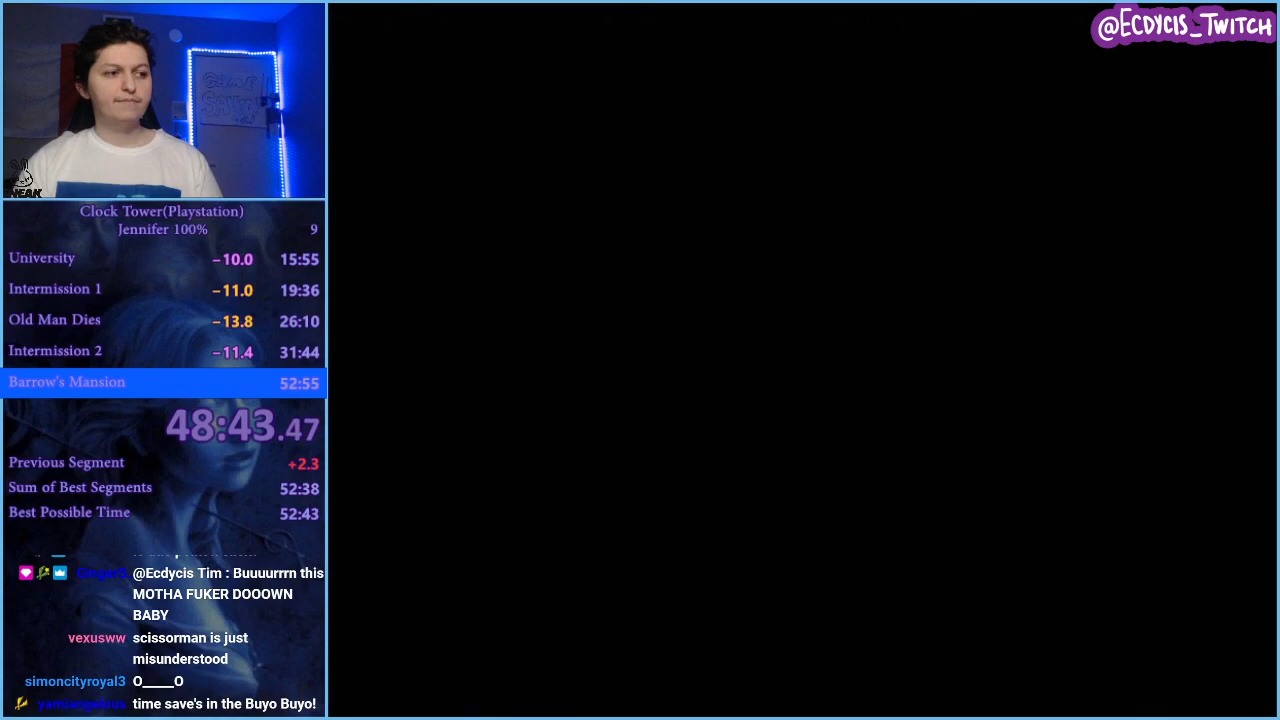 @Ecdycis_Twitch
Clock Tower(Playstation)
Jennifer 100% 9
University −10.0 15:55
Intermission 1 −11.0 19:36
Old Man Dies −13.8 26:10
Intermission 2 −11.4 31:44
Barrow's Mansion 52:55
48:43.47
Previous Segment +2.3
Sum of Best Segments 52:38
Best Possible Time 52:43
@Ecdycis Tim : Buuuurrrn this
MOTHA FUKER DOOOWN
BABY
vexusww scissorman is just
misunderstood
simoncityroyal3 O_____O
yamiangelous time save's in the Buyo Buyo!